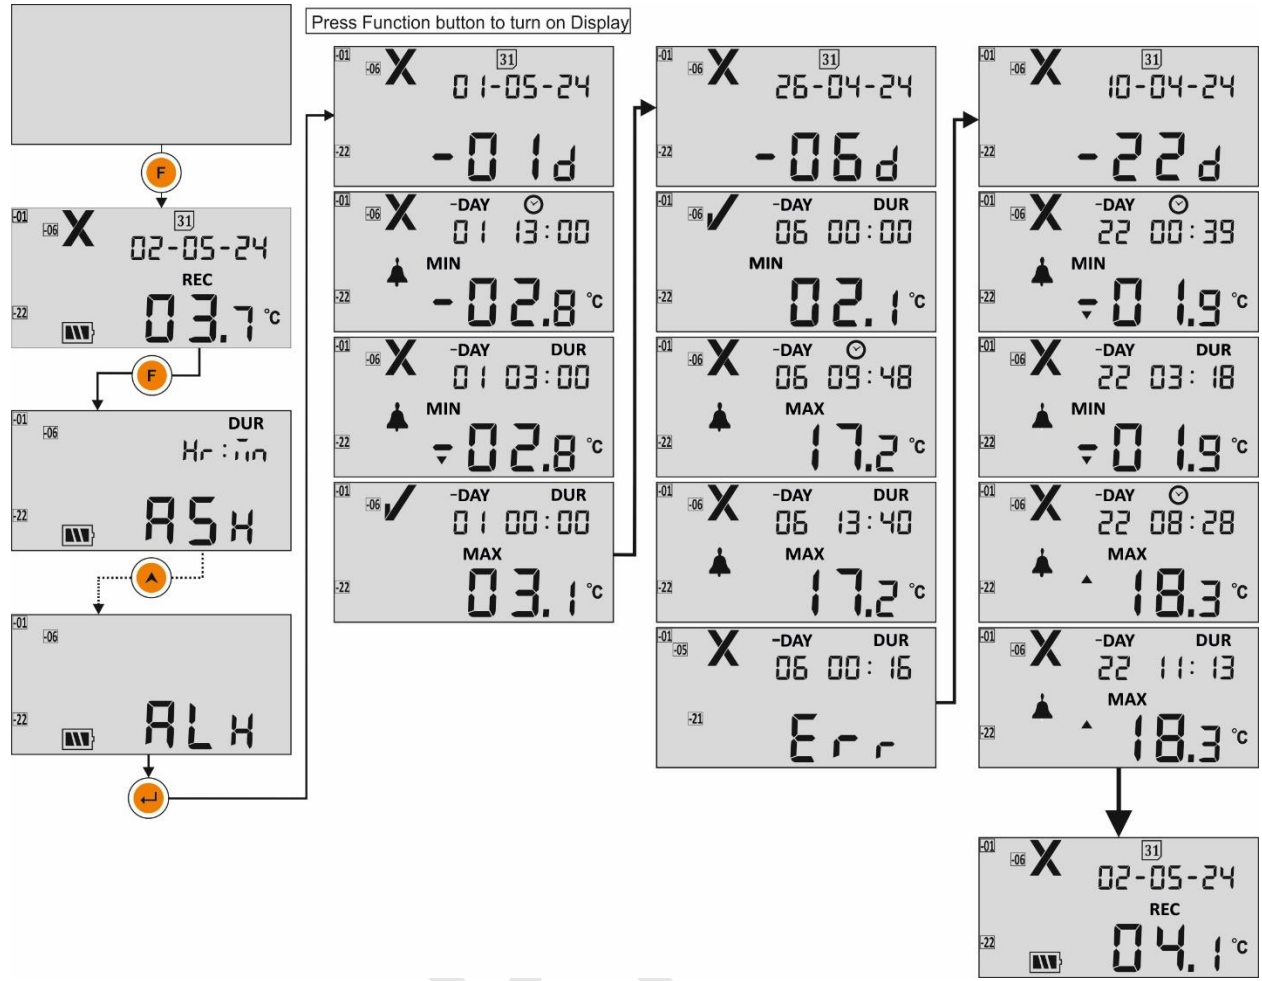 Press Function button to turn on Display
F
-01
-06 X 31
02-05-24
REC
-22
03.7 °C
F
-01
-06
DUR
Hr : Mn
-22
ASH
-01
-06
-22
ALH
-01
-06 X 31
01-05-24
-22
-01d
-01
-06 X -DAY
01 13:00
MIN
-22
-02.8 °C
-01
-06 X -DAY DUR
01 03:00
MIN
-22
-02.8 °C
-01
-06 -DAY DUR
01 00:00
MAX
-22
03.1 °C
-01
-06 X 31
26-04-24
-22
-06d
-01
-06 -DAY DUR
06 00:00
MIN
-22
02.1 °C
-01
-06 X -DAY
06 09:48
MAX
-22
17.2 °C
-01
-06 X -DAY DUR
06 13:40
MAX
-22
17.2 °C
-01
-05 X -DAY DUR
06 00:16
-21
Err
-01
-06 X 31
10-04-24
-22
-22d
-01
-06 X -DAY
22 00:39
MIN
-22
-01.9 °C
-01
-06 X -DAY DUR
22 03:18
MIN
-22
-01.9 °C
-01
-06 X -DAY
22 08:28
MAX
-22
18.3 °C
-01
-06 X -DAY DUR
22 11:13
MAX
-22
18.3 °C
-01
-06 X 31
02-05-24
REC
-22
04.1 °C